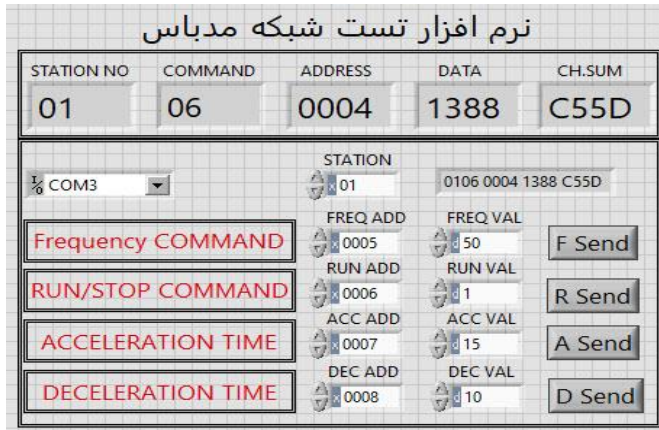 نرم افزار تست شبکه مدباس
STATION NO COMMAND ADDRESS DATA CH.SUM
01 06 0004 1388 C55D
STATION
I/O COM3 x 01 0106 0004 1388 C55D
FREQ ADD FREQ VAL
Frequency COMMAND x 0005 d 50 F Send
RUN ADD RUN VAL
RUN/STOP COMMAND x 0006 d 1 R Send
ACC ADD ACC VAL
ACCELERATION TIME x 0007 d 15 A Send
DEC ADD DEC VAL
DECELERATION TIME x 0008 d 10 D Send